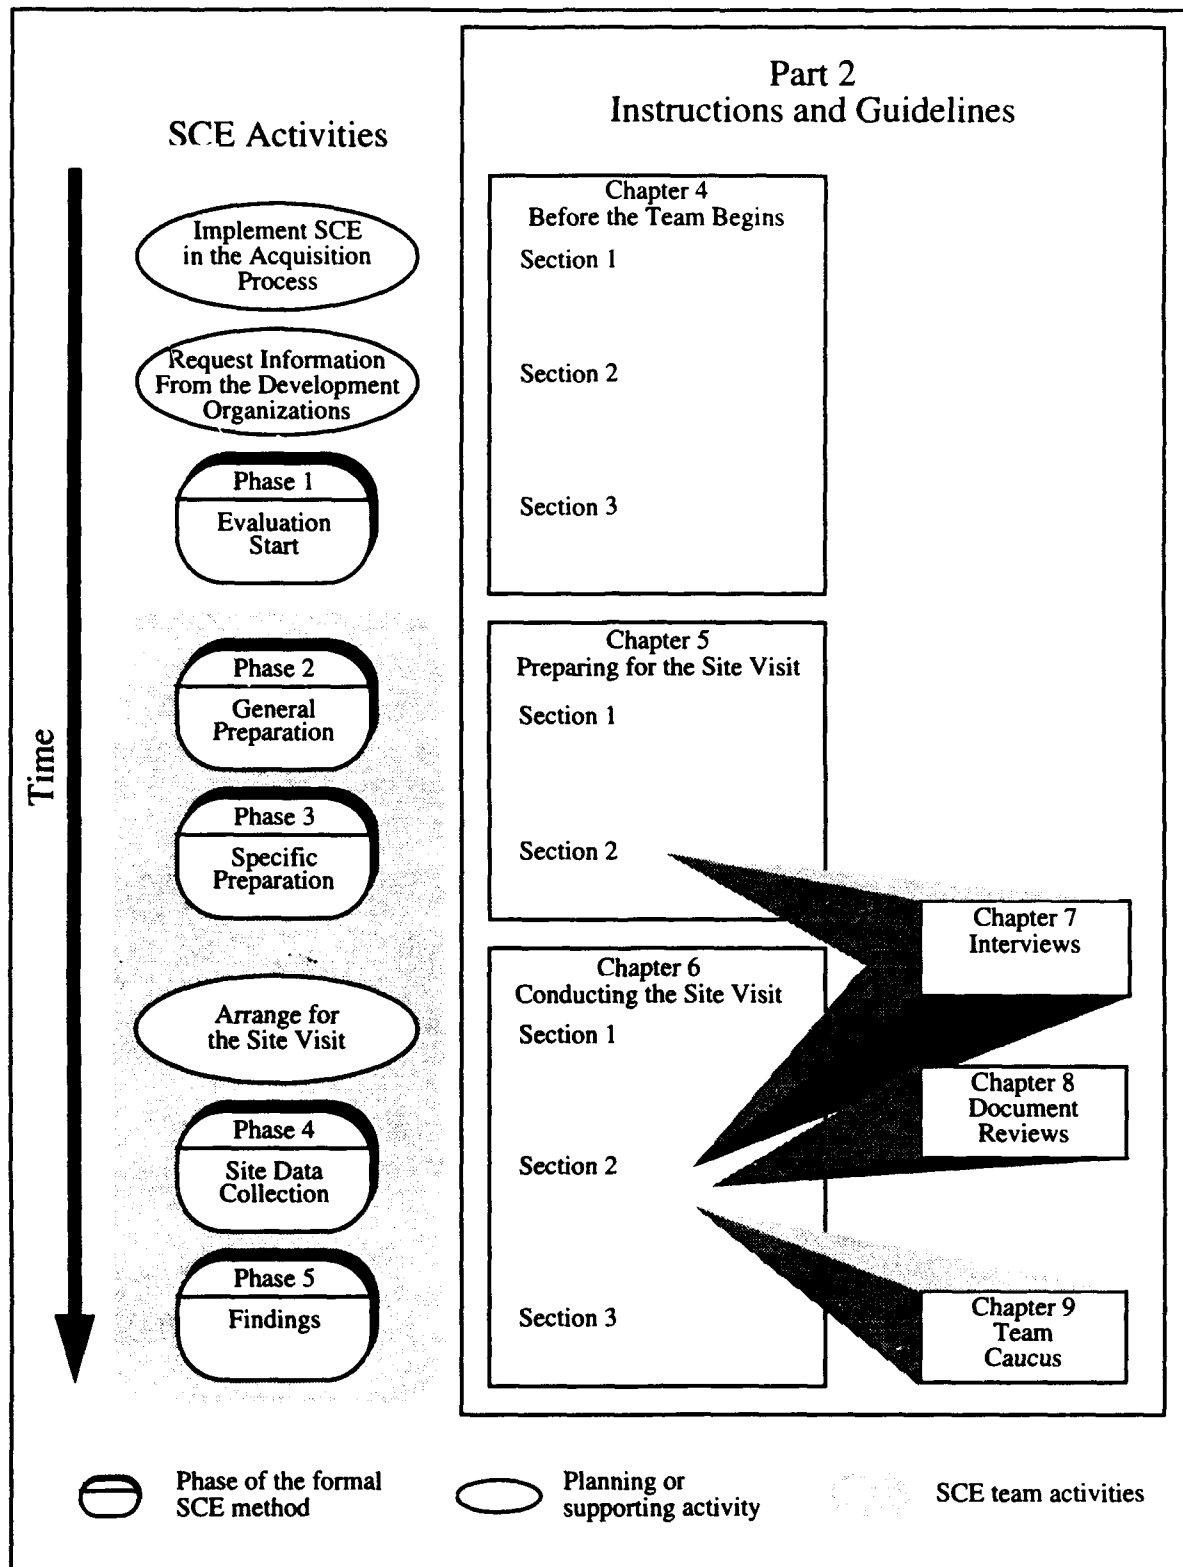 Part 2
Instructions and Guidelines
SCE Activities
Time
Implement SCE
in the Acquisition
Process
Request Information
From the Development
Organizations
Phase 1
Evaluation
Start
Phase 2
General
Preparation
Phase 3
Specific
Preparation
Arrange for
the Site Visit
Phase 4
Site Data
Collection
Phase 5
Findings
Chapter 4
Before the Team Begins
Section 1
Section 2
Section 3
Chapter 5
Preparing for the Site Visit
Section 1
Section 2
Chapter 6
Conducting the Site Visit
Section 1
Section 2
Section 3
Chapter 7
Interviews
Chapter 8
Document
Reviews
Chapter 9
Team
Caucus
Phase of the formal
SCE method
Planning or
supporting activity
SCE team activities